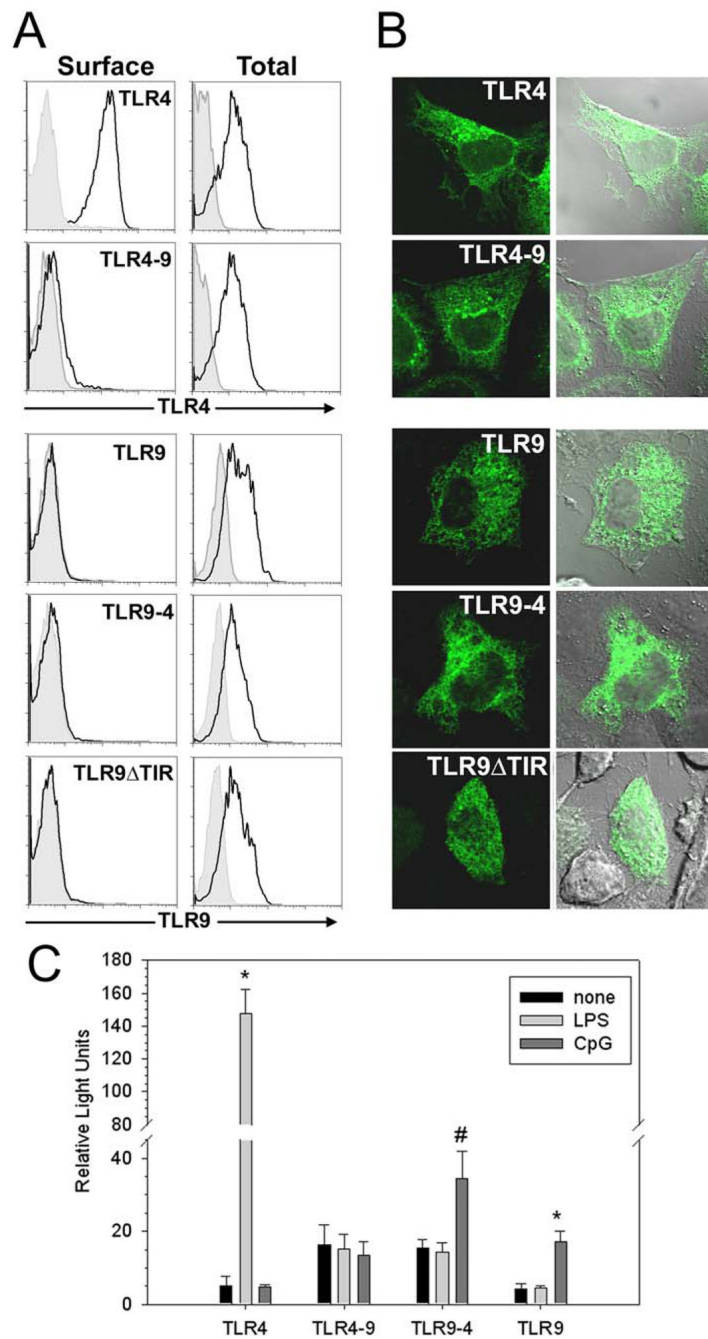 A
B
Surface Total
TLR4
TLR4
TLR4-9
TLR4-9
TLR4
TLR9
TLR9
TLR9-4
TLR9-4
TLR9ΔTIR
TLR9ΔTIR
TLR9
C
Relative Light Units
180
160
140
120
100
80
40
20
0
*
#
*
none
LPS
CpG
TLR4 TLR4-9 TLR9-4 TLR9